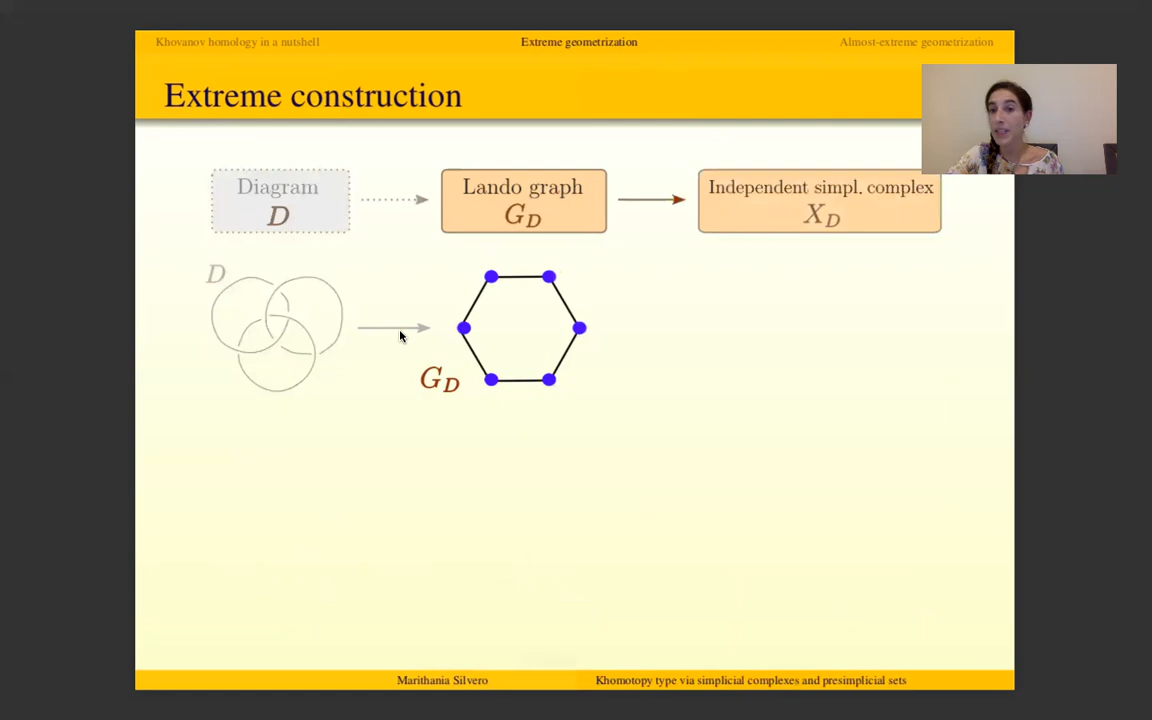 Khovanov homology in a nutshell
Extreme geometrization
Almost-extreme geometrization
Extreme construction
Diagram
D
Lando graph
G_D
Independent simpl. complex
X_D
D
G_D
Marithania Silvero
Khomotopy type via simplicial complexes and presimplicial sets